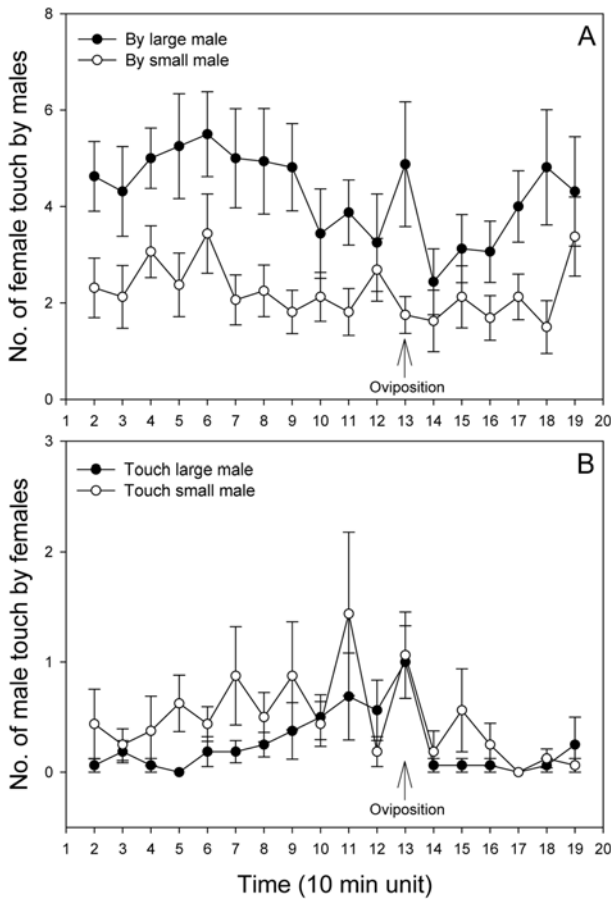 A
By large male
By small male
No. of female touch by males
8
6
4
2
0
Oviposition
1 2 3 4 5 6 7 8 9 10 11 12 13 14 15 16 17 18 19 20
B
Touch large male
Touch small male
No. of male touch by females
3
2
1
0
Oviposition
1 2 3 4 5 6 7 8 9 10 11 12 13 14 15 16 17 18 19 20
Time (10 min unit)